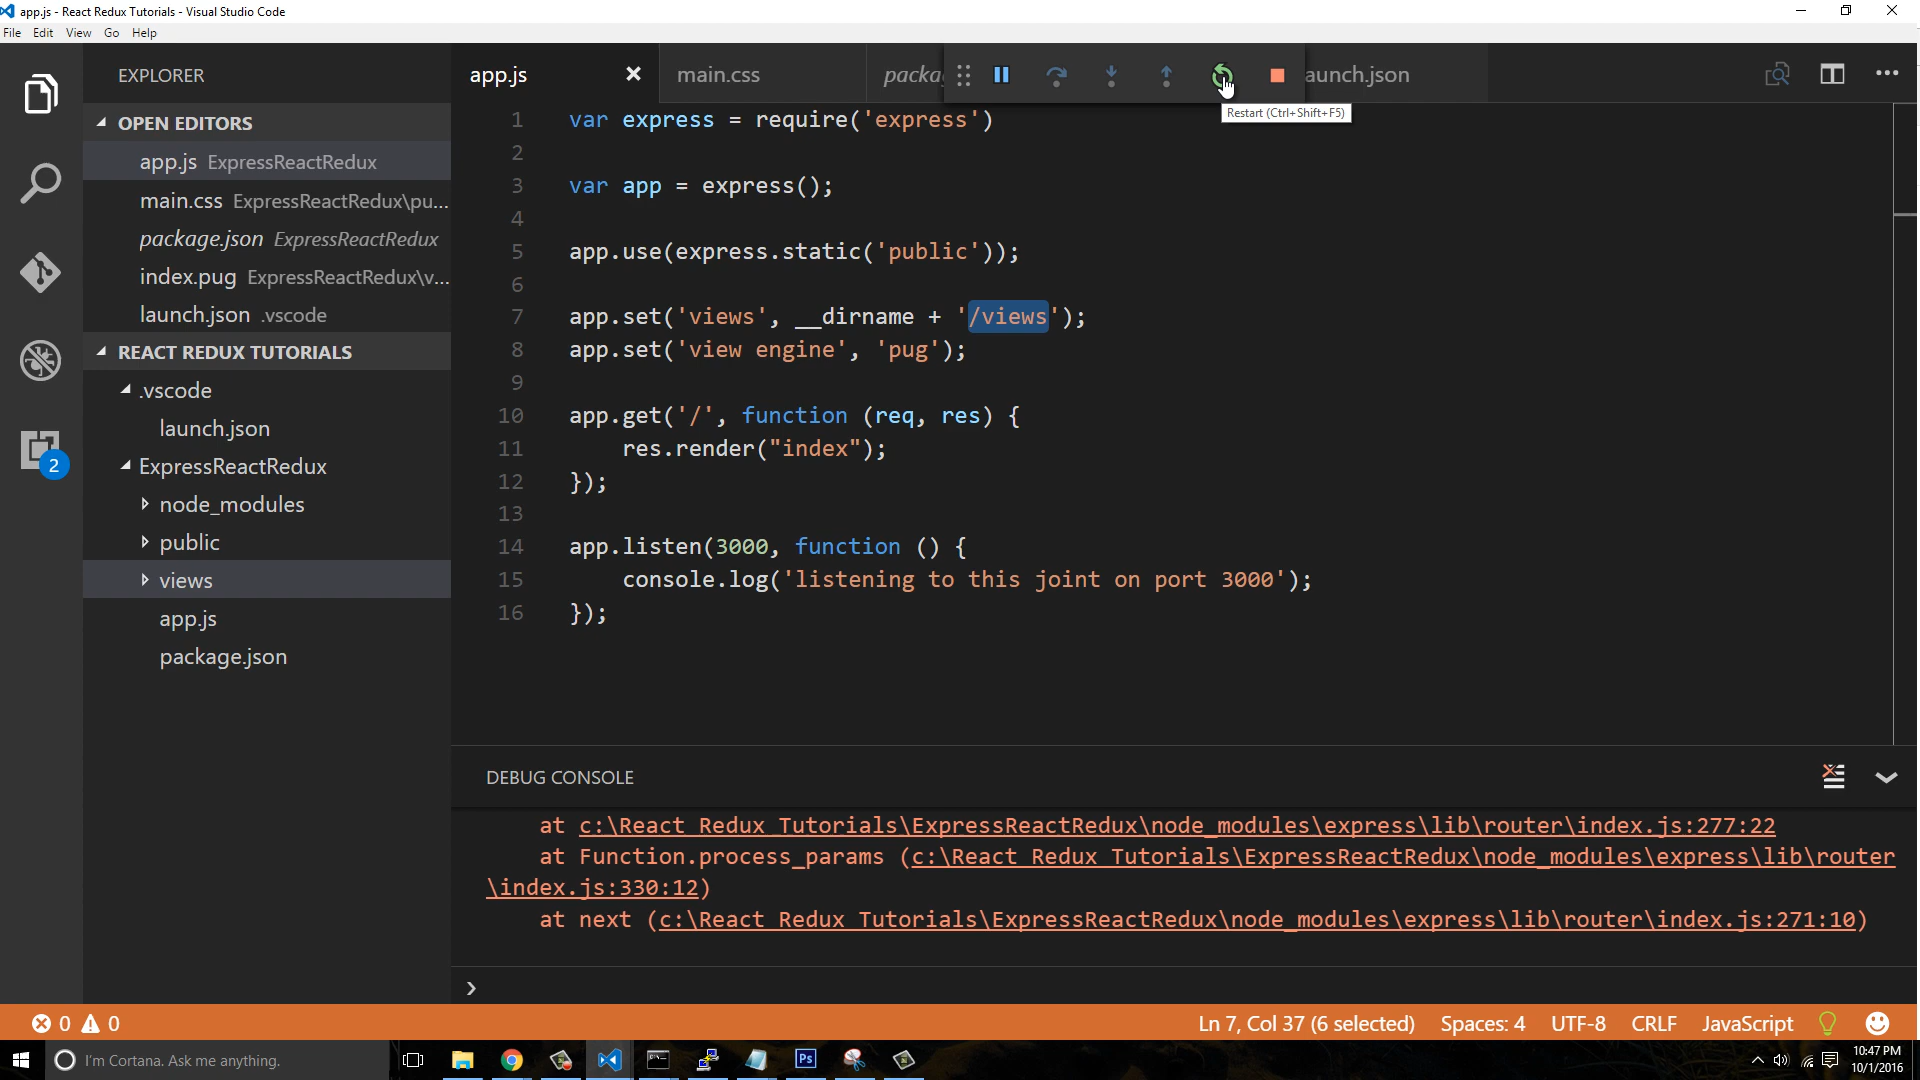 app.js - React Redux Tutorials - Visual Studio Code
File Edit View Go Help
EXPLORER
app.js main.css packa aunch.json
Restart (Ctrl+Shift+F5)
OPEN EDITORS
app.js ExpressReactRedux
main.css ExpressReactRedux\pu...
package.json ExpressReactRedux
index.pug ExpressReactRedux\v...
launch.json .vscode
REACT REDUX TUTORIALS
.vscode
launch.json
ExpressReactRedux
node_modules
public
views
app.js
package.json
2
1 var express = require('express')
2
3 var app = express();
4
5 app.use(express.static('public'));
6
7 app.set('views', __dirname + '/views');
8 app.set('view engine', 'pug');
9
10 app.get('/', function (req, res) {
11 res.render("index");
12 });
13
14 app.listen(3000, function () {
15 console.log('listening to this joint on port 3000');
16 });
DEBUG CONSOLE
at c:\React_Redux_Tutorials\ExpressReactRedux\node_modules\express\lib\router\index.js:277:22
at Function.process_params (c:\React_Redux_Tutorials\ExpressReactRedux\node_modules\express\lib\router
\index.js:330:12)
at next (c:\React_Redux_Tutorials\ExpressReactRedux\node_modules\express\lib\router\index.js:271:10)
0 0 Ln 7, Col 37 (6 selected) Spaces: 4 UTF-8 CRLF JavaScript
I'm Cortana. Ask me anything.
Ps
10:47 PM
10/1/2016